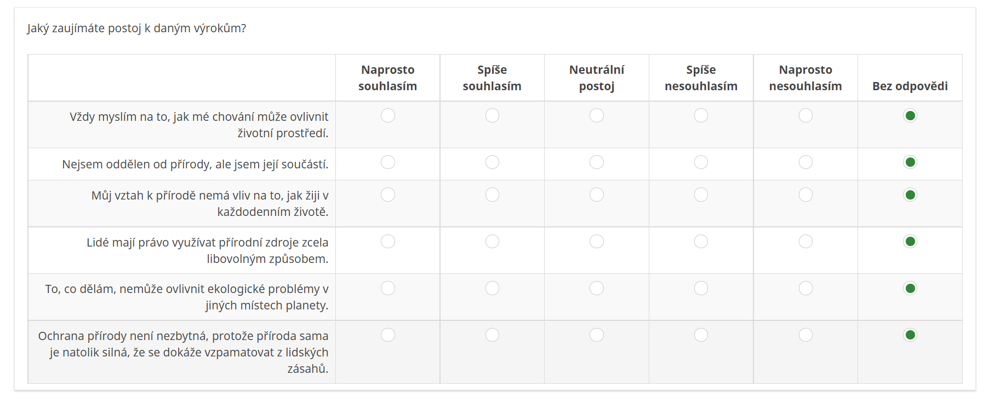 Jaký zaujímáte postoj k daným výrokům?
Naprosto souhlasím
Spíše souhlasím
Neutrální postoj
Spíše nesouhlasím
Naprosto nesouhlasím
Bez odpovědi
Vždy myslím na to, jak mé chování může ovlivnit
životní prostředí.
Nejsem oddělen od přírody, ale jsem její součástí.
Můj vztah k přírodě nemá vliv na to, jak žiji v
každodenním životě.
Lidé mají právo využívat přírodní zdroje zcela
libovolným způsobem.
To, co dělám, nemůže ovlivnit ekologické problémy v
jiných místech planety.
Ochrana přírody není nezbytná, protože příroda sama
je natolik silná, že se dokáže vzpamatovat z lidských
zásahů.